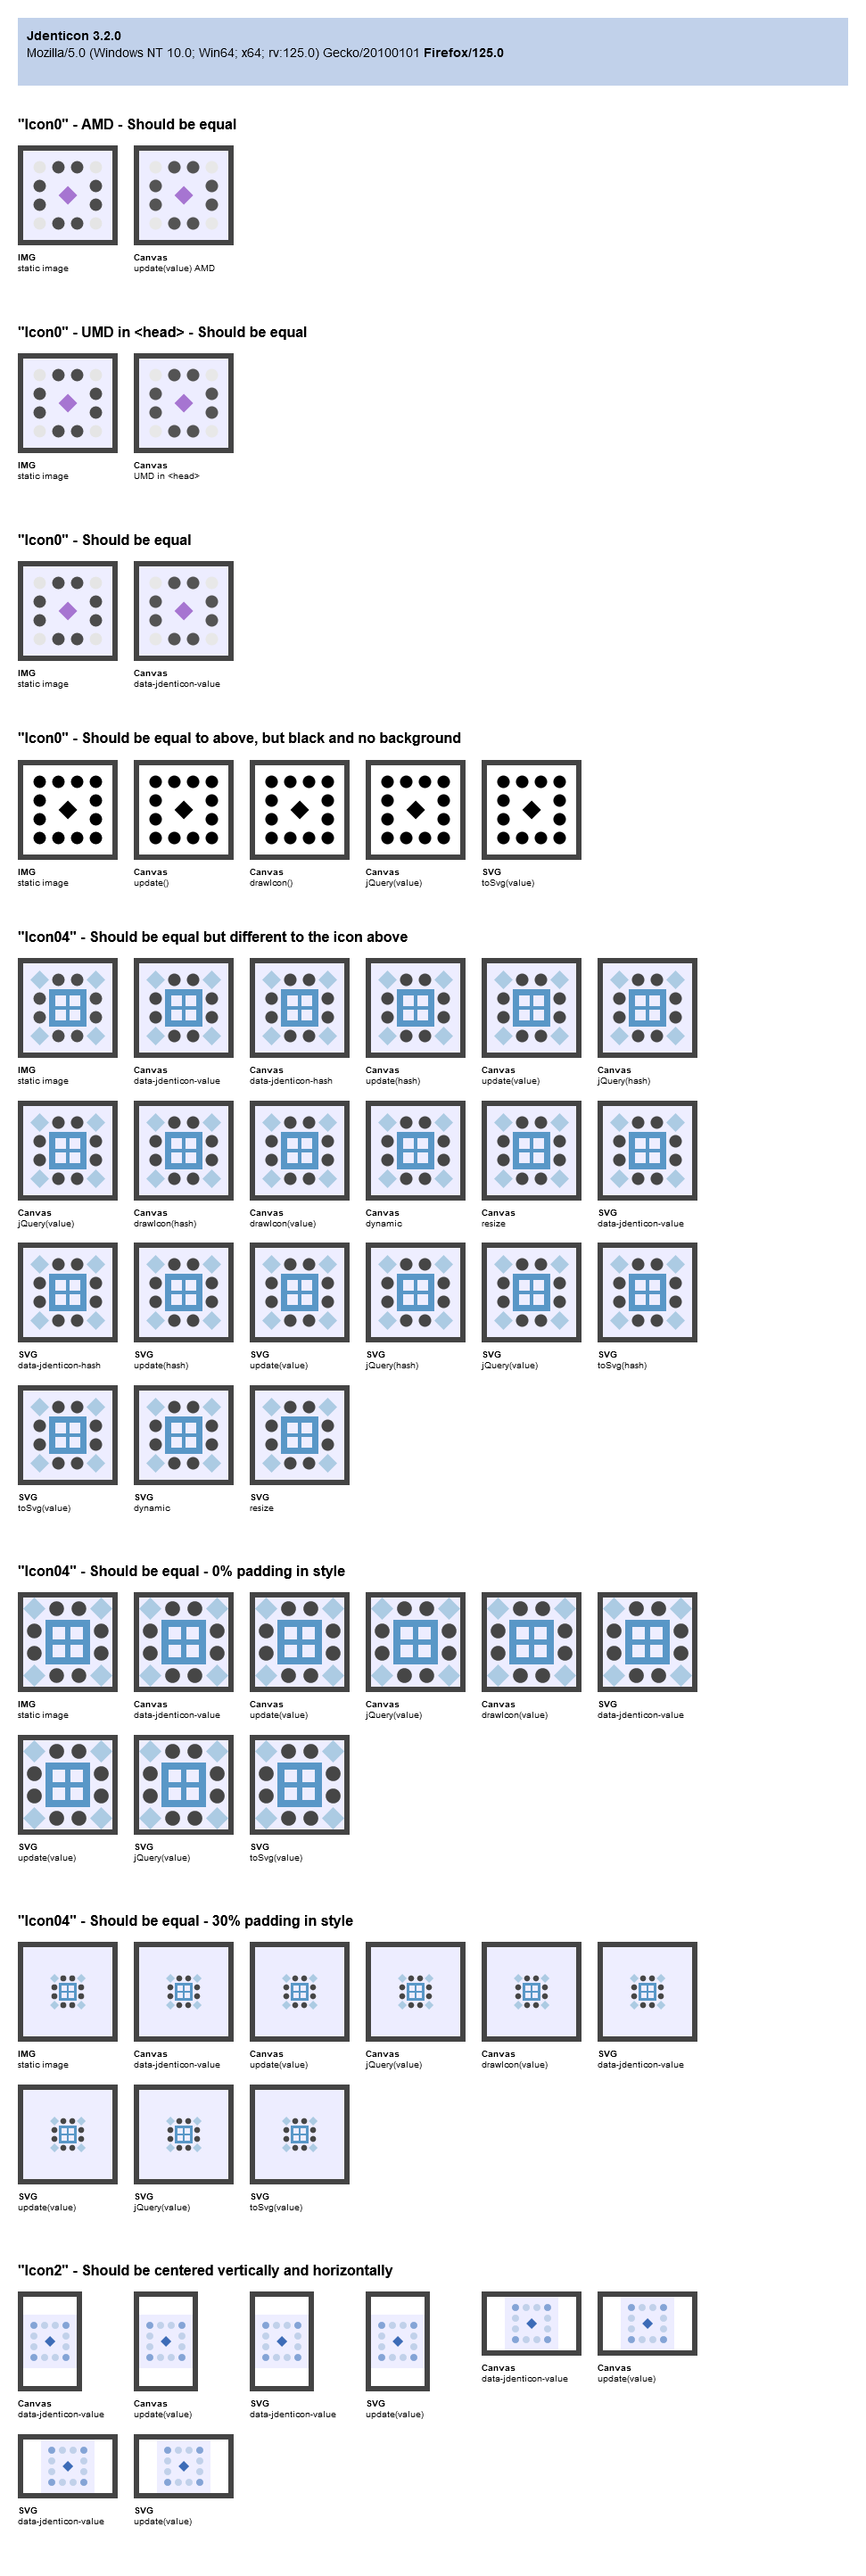 Jdenticon 3.2.0
Mozilla/5.0 (Windows NT 10.0; Win64; x64; rv:125.0) Gecko/20100101 Firefox/125.0
"Icon0" - AMD - Should be equal
IMG Canvas
static image update(value) AMD
"Icon0" - UMD in <head> - Should be equal
IMG Canvas
static image UMD in <head>
"Icon0" - Should be equal
IMG Canvas
static image data-jdenticon-value
"Icon0" - Should be equal to above, but black and no background
IMG Canvas Canvas Canvas SVG
static image update() drawIcon() jQuery(value) toSvg(value)
"Icon04" - Should be equal but different to the icon above
IMG Canvas Canvas Canvas Canvas Canvas
static image data-jdenticon-value data-jdenticon-hash update(hash) update(value) jQuery(hash)
Canvas Canvas Canvas Canvas Canvas SVG
jQuery(value) drawIcon(hash) drawIcon(value) dynamic resize data-jdenticon-value
SVG SVG SVG SVG SVG SVG
data-jdenticon-hash update(hash) update(value) jQuery(hash) jQuery(value) toSvg(hash)
SVG SVG SVG
toSvg(value) dynamic resize
"Icon04" - Should be equal - 0% padding in style
IMG Canvas Canvas Canvas Canvas SVG
static image data-jdenticon-value update(value) jQuery(value) drawIcon(value) data-jdenticon-value
SVG SVG SVG
update(value) jQuery(value) toSvg(value)
"Icon04" - Should be equal - 30% padding in style
IMG Canvas Canvas Canvas Canvas SVG
static image data-jdenticon-value update(value) jQuery(value) drawIcon(value) data-jdenticon-value
SVG SVG SVG
update(value) jQuery(value) toSvg(value)
"Icon2" - Should be centered vertically and horizontally
Canvas Canvas
data-jdenticon-value update(value)
Canvas Canvas SVG SVG
data-jdenticon-value update(value) data-jdenticon-value update(value)
SVG SVG
data-jdenticon-value update(value)